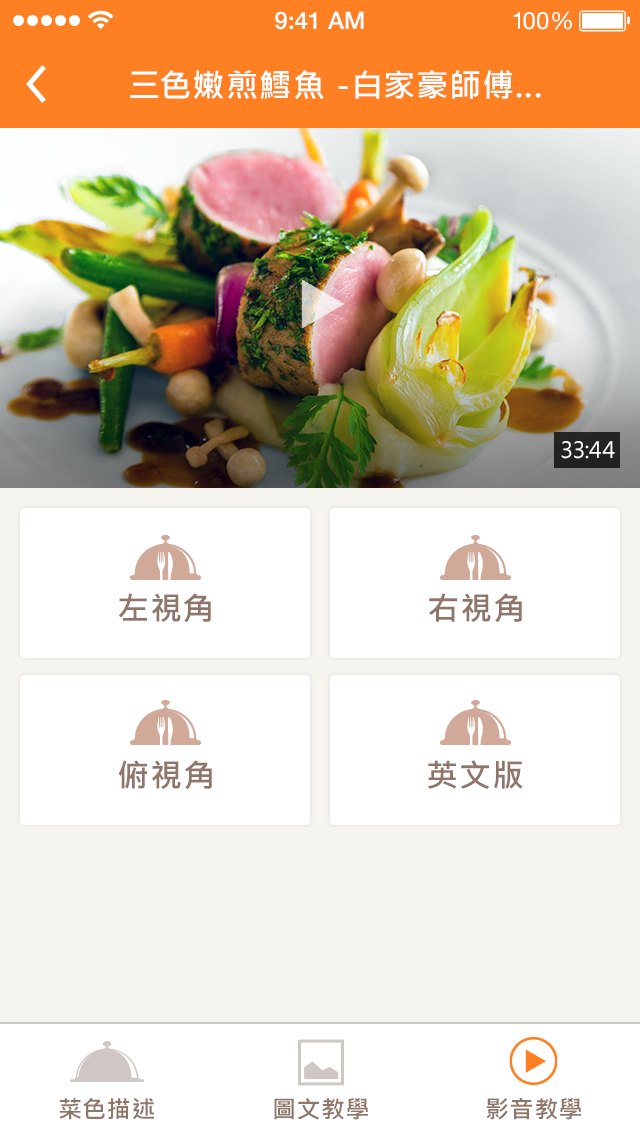 9:41 AM 100%
三色嫩煎鱈魚 -白家豪師傅...
33:44
左視角 右視角
俯視角 英文版
菜色描述 圖文教學 影音教學